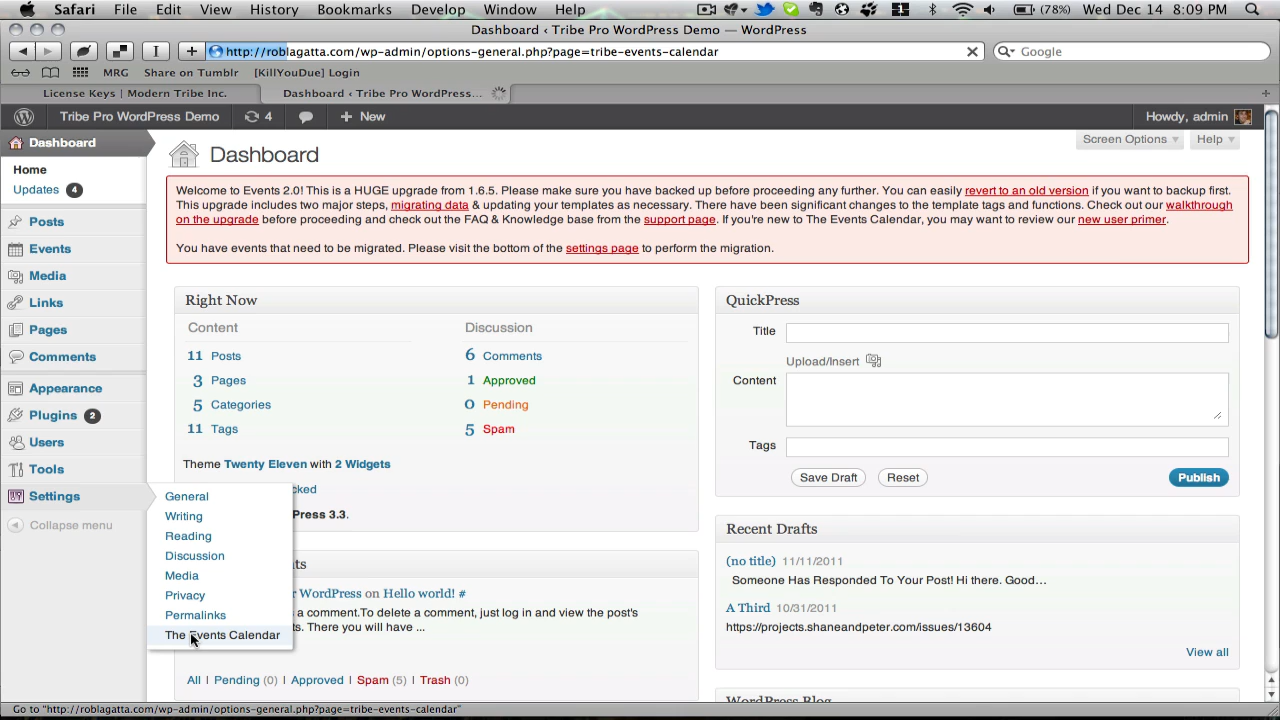 Safari File Edit View History Bookmarks Develop Window Help (78%) Wed Dec 14 8:09 PM
Dashboard ‹ Tribe Pro WordPress Demo — WordPress
http://roblagatta.com/wp-admin/options-general.php?page=tribe-events-calendar
Google
MRG Share on Tumblr [KillYouDue] Login
License Keys | Modern Tribe Inc. Dashboard ‹ Tribe Pro WordPress...
Tribe Pro WordPress Demo 4 + New Howdy, admin
Dashboard
Home
Updates 4
Posts
Events
Media
Links
Pages
Comments
Appearance
Plugins 2
Users
Tools
Settings
Collapse menu
General
Writing
Reading
Discussion
Media
Privacy
Permalinks
The Events Calendar
Dashboard
Screen Options Help
Welcome to Events 2.0! This is a HUGE upgrade from 1.6.5. Please make sure you have backed up before proceeding any further. You can easily revert to an old version if you want to backup first.
This upgrade includes two major steps, migrating data & updating your templates as necessary. There have been significant changes to the template tags and functions. Check out our walkthrough
on the upgrade before proceeding and check out the FAQ & Knowledge base from the support page. If you're new to The Events Calendar, you may want to review our new user primer.
You have events that need to be migrated. Please visit the bottom of the settings page to perform the migration.
Right Now
Content Discussion
11 Posts 6 Comments
3 Pages 1 Approved
5 Categories 0 Pending
11 Tags 5 Spam
Theme Twenty Eleven with 2 Widgets
cked
Press 3.3.
ts
r WordPress on Hello world! #
s a comment.To delete a comment, just log in and view the post's
ts. There you will have ...
All | Pending (0) | Approved | Spam (5) | Trash (0)
QuickPress
Title
Upload/Insert
Content
Tags
Save Draft Reset Publish
Recent Drafts
(no title) 11/11/2011
Someone Has Responded To Your Post! Hi there. Good…
A Third 10/31/2011
https://projects.shaneandpeter.com/issues/13604
View all
WordPress Blog
Go to "http://roblagatta.com/wp-admin/options-general.php?page=tribe-events-calendar"